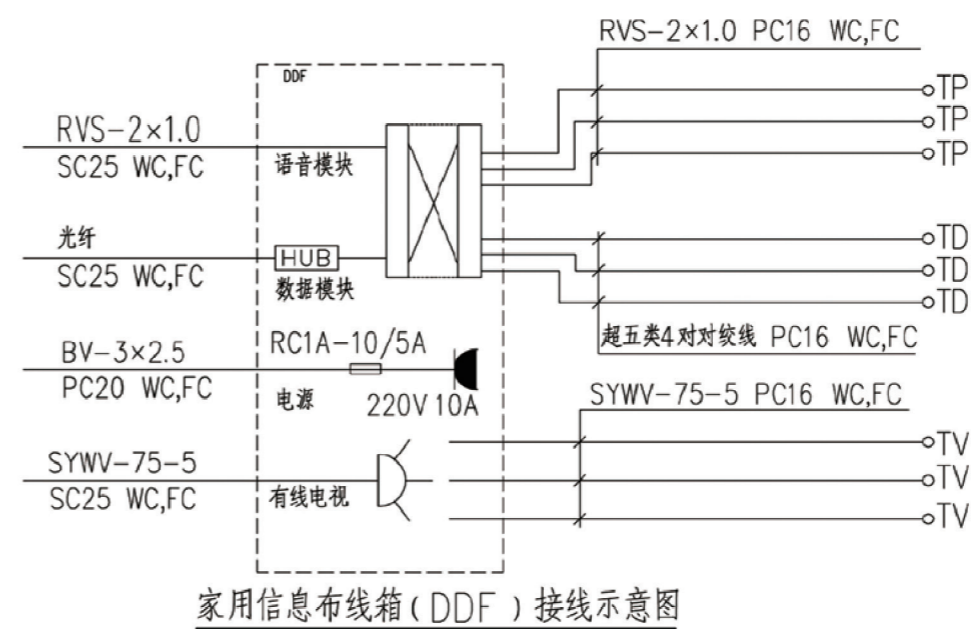 RVS-2×1.0 PC16 WC,FC
DDF
TP
TP
TP
RVS-2×1.0
SC25 WC,FC
语音模块
光纤
SC25 WC,FC
HUB
数据模块
TD
TD
TD
超五类4对对绞线 PC16 WC,FC
BV-3×2.5
PC20 WC,FC
RC1A-10/5A
电源
220V 10A
SYWV-75-5 PC16 WC,FC
SYWV-75-5
SC25 WC,FC
有线电视
TV
TV
TV
家用信息布线箱(DDF)接线示意图